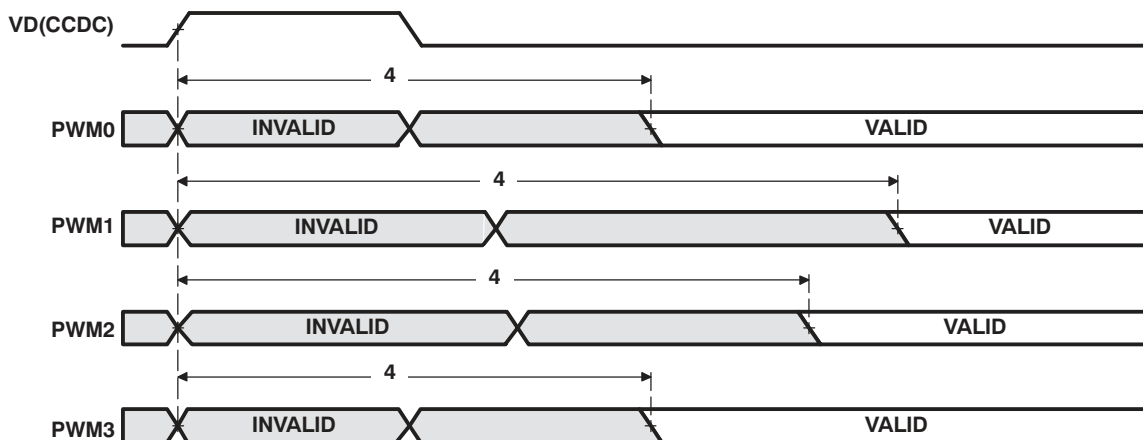 VD(CCDC)
4
PWM0 INVALID VALID
4
PWM1 INVALID VALID
4
PWM2 INVALID VALID
4
PWM3 INVALID VALID